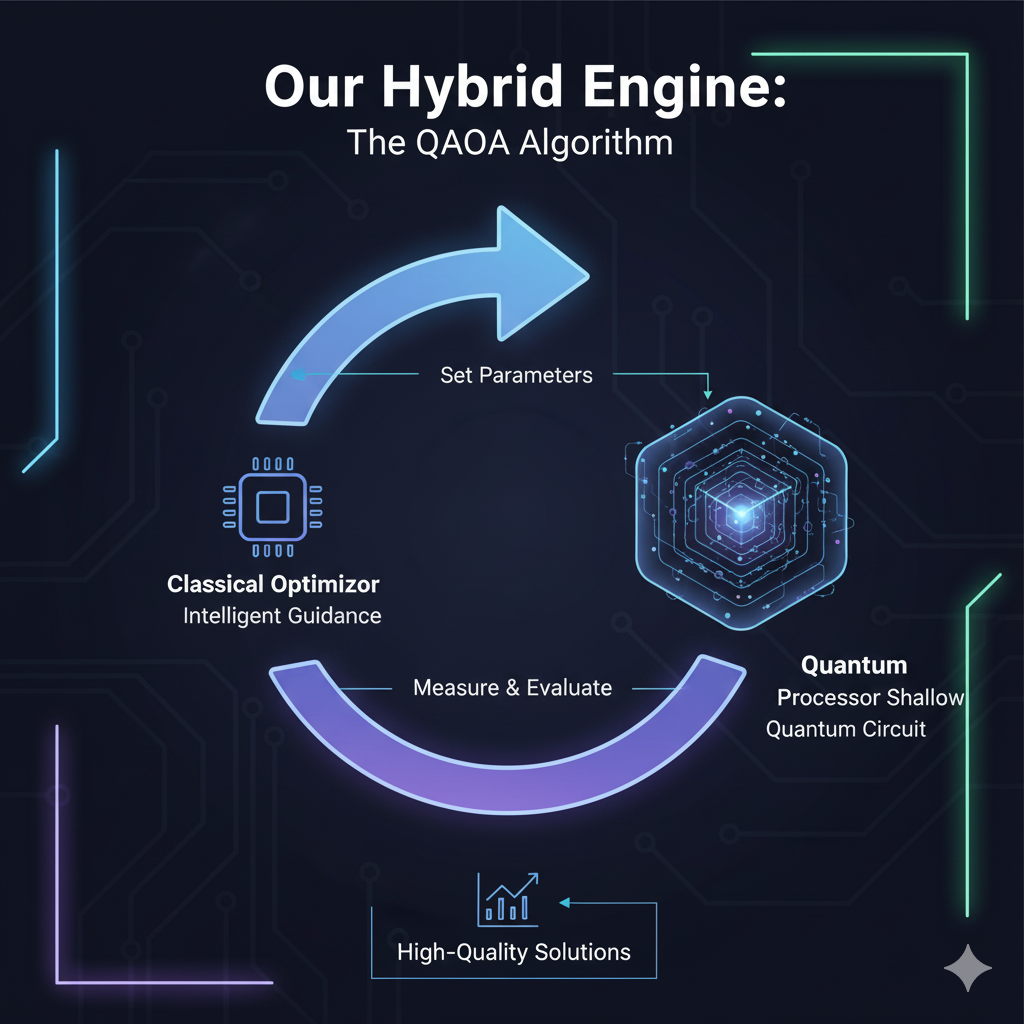 Our Hybrid Engine:
The QAOA Algorithm
Set Parameters
Classical Optimizor
Intelligent Guidance
Measure & Evaluate
Quantum
Processor Shallow
Quantum Circuit
High-Quality Solutions